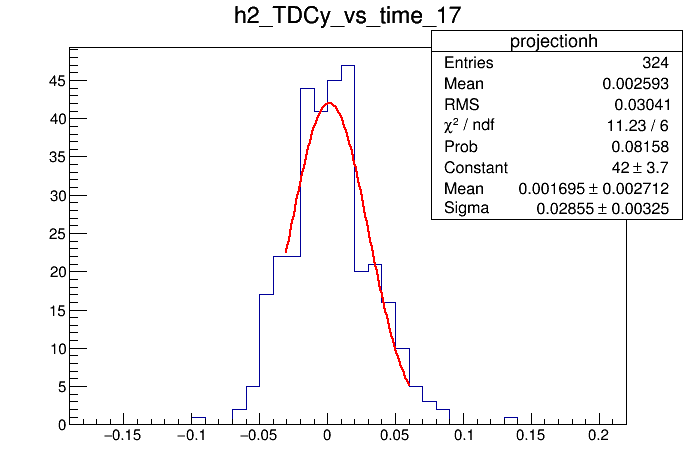 h2_TDCy_vs_time_17
projectionh
Entries 324
Mean 0.002593
RMS 0.03041
χ² / ndf 11.23 / 6
Prob 0.08158
Constant 42 ± 3.7
Mean 0.001695 ± 0.002712
Sigma 0.02855 ± 0.00325
45
40
35
30
25
20
15
10
5
0
−0.15 −0.1 −0.05 0 0.05 0.1 0.15 0.2